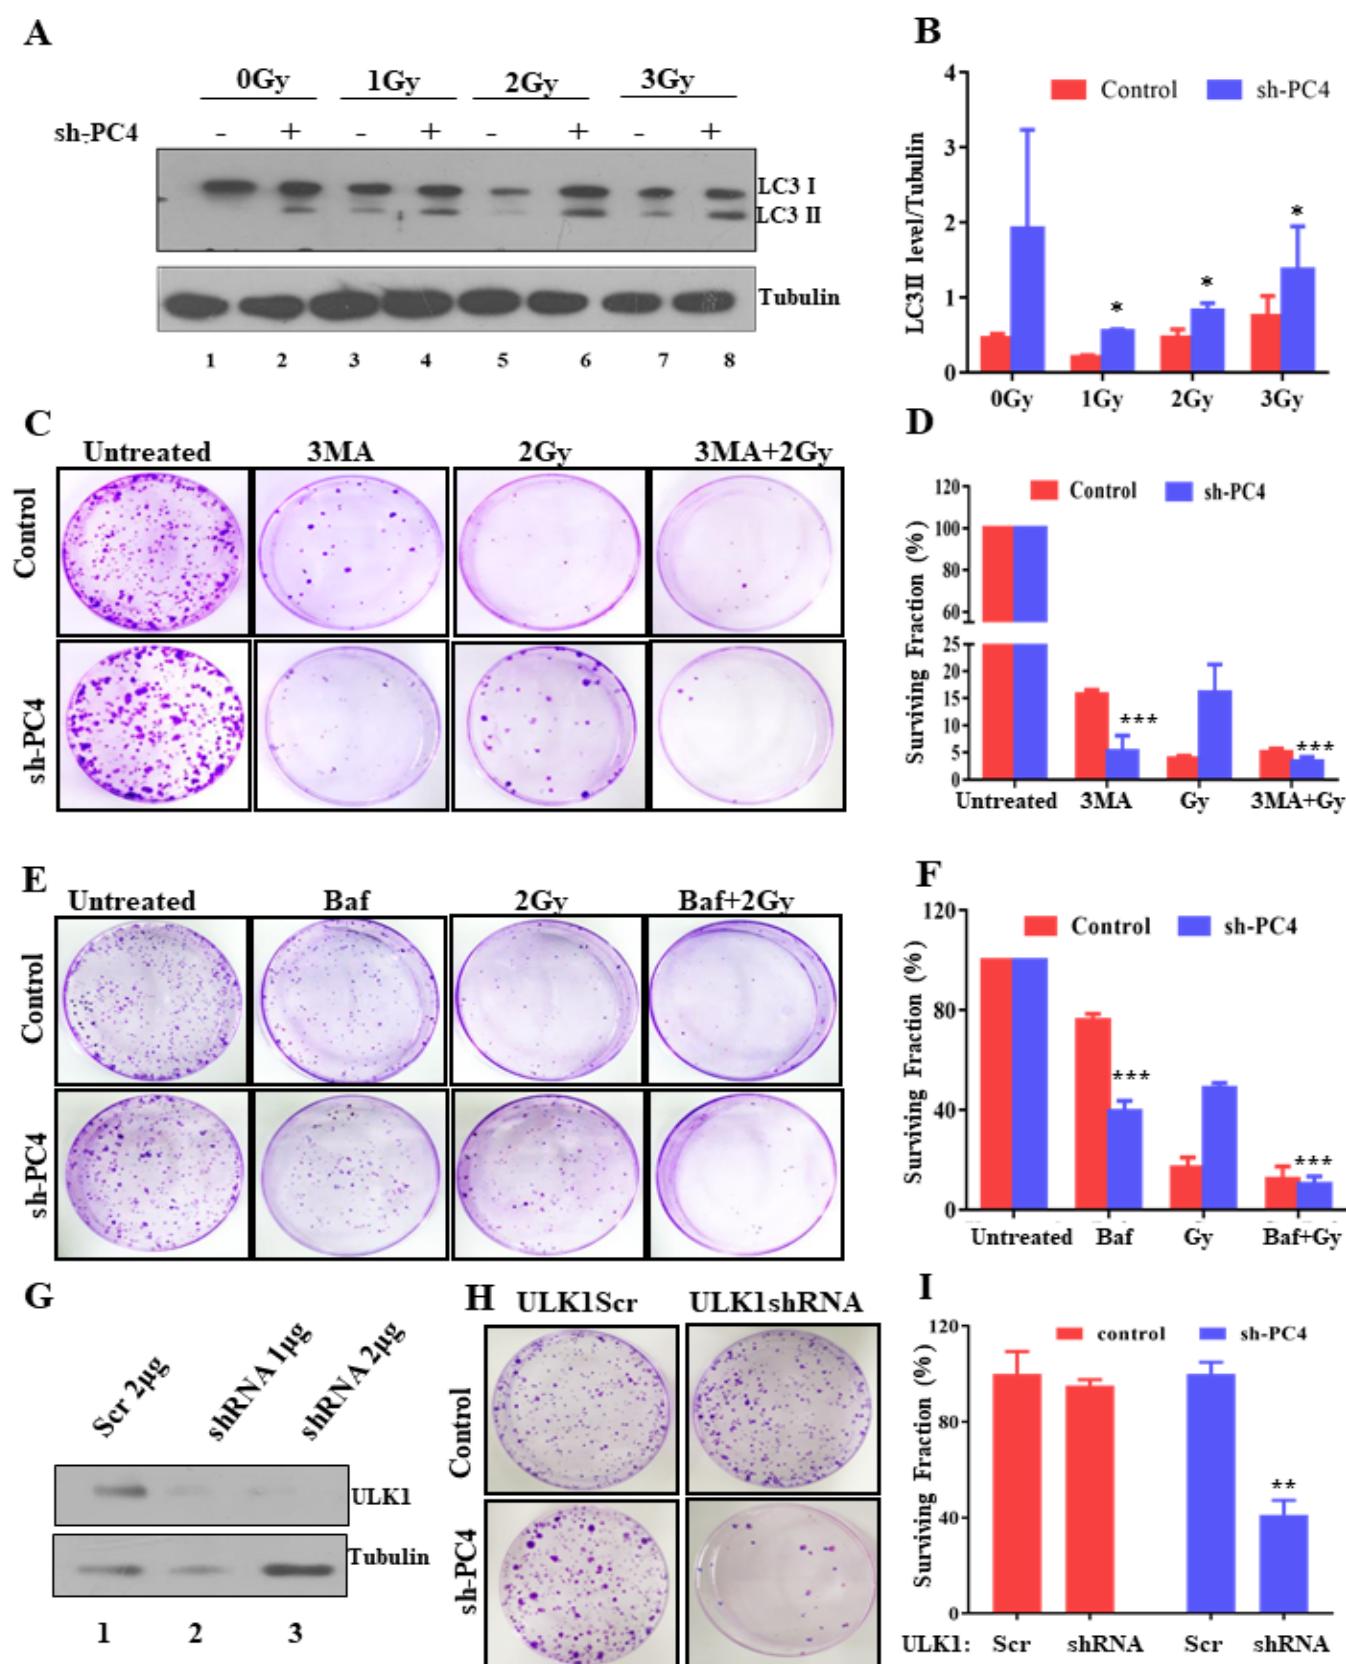 A
0Gy 1Gy 2Gy 3Gy
sh-PC4 - + - + - + - +
LC3 I
LC3 II
Tubulin
1 2 3 4 5 6 7 8
B
Control sh-PC4
LC3II level/Tubulin
4
3
2
1
0
* * *
0Gy 1Gy 2Gy 3Gy
C
Untreated 3MA 2Gy 3MA+2Gy
Control
sh-PC4
D
Control sh-PC4
Surviving Fraction (%)
120
100
80
60
25
20
15
10
5
0
*** ***
Untreated 3MA Gy 3MA+Gy
E
Untreated Baf 2Gy Baf+2Gy
Control
sh-PC4
F
Control sh-PC4
Surviving Fraction (%)
120
80
40
0
*** ***
Untreated Baf Gy Baf+Gy
G
Scr 2µg shRNA 1µg shRNA 2µg
ULK1
Tubulin
1 2 3
H
ULK1Scr ULK1shRNA
Control
sh-PC4
I
control sh-PC4
Surviving Fraction (%)
120
80
40
0
**
ULK1: Scr shRNA Scr shRNA